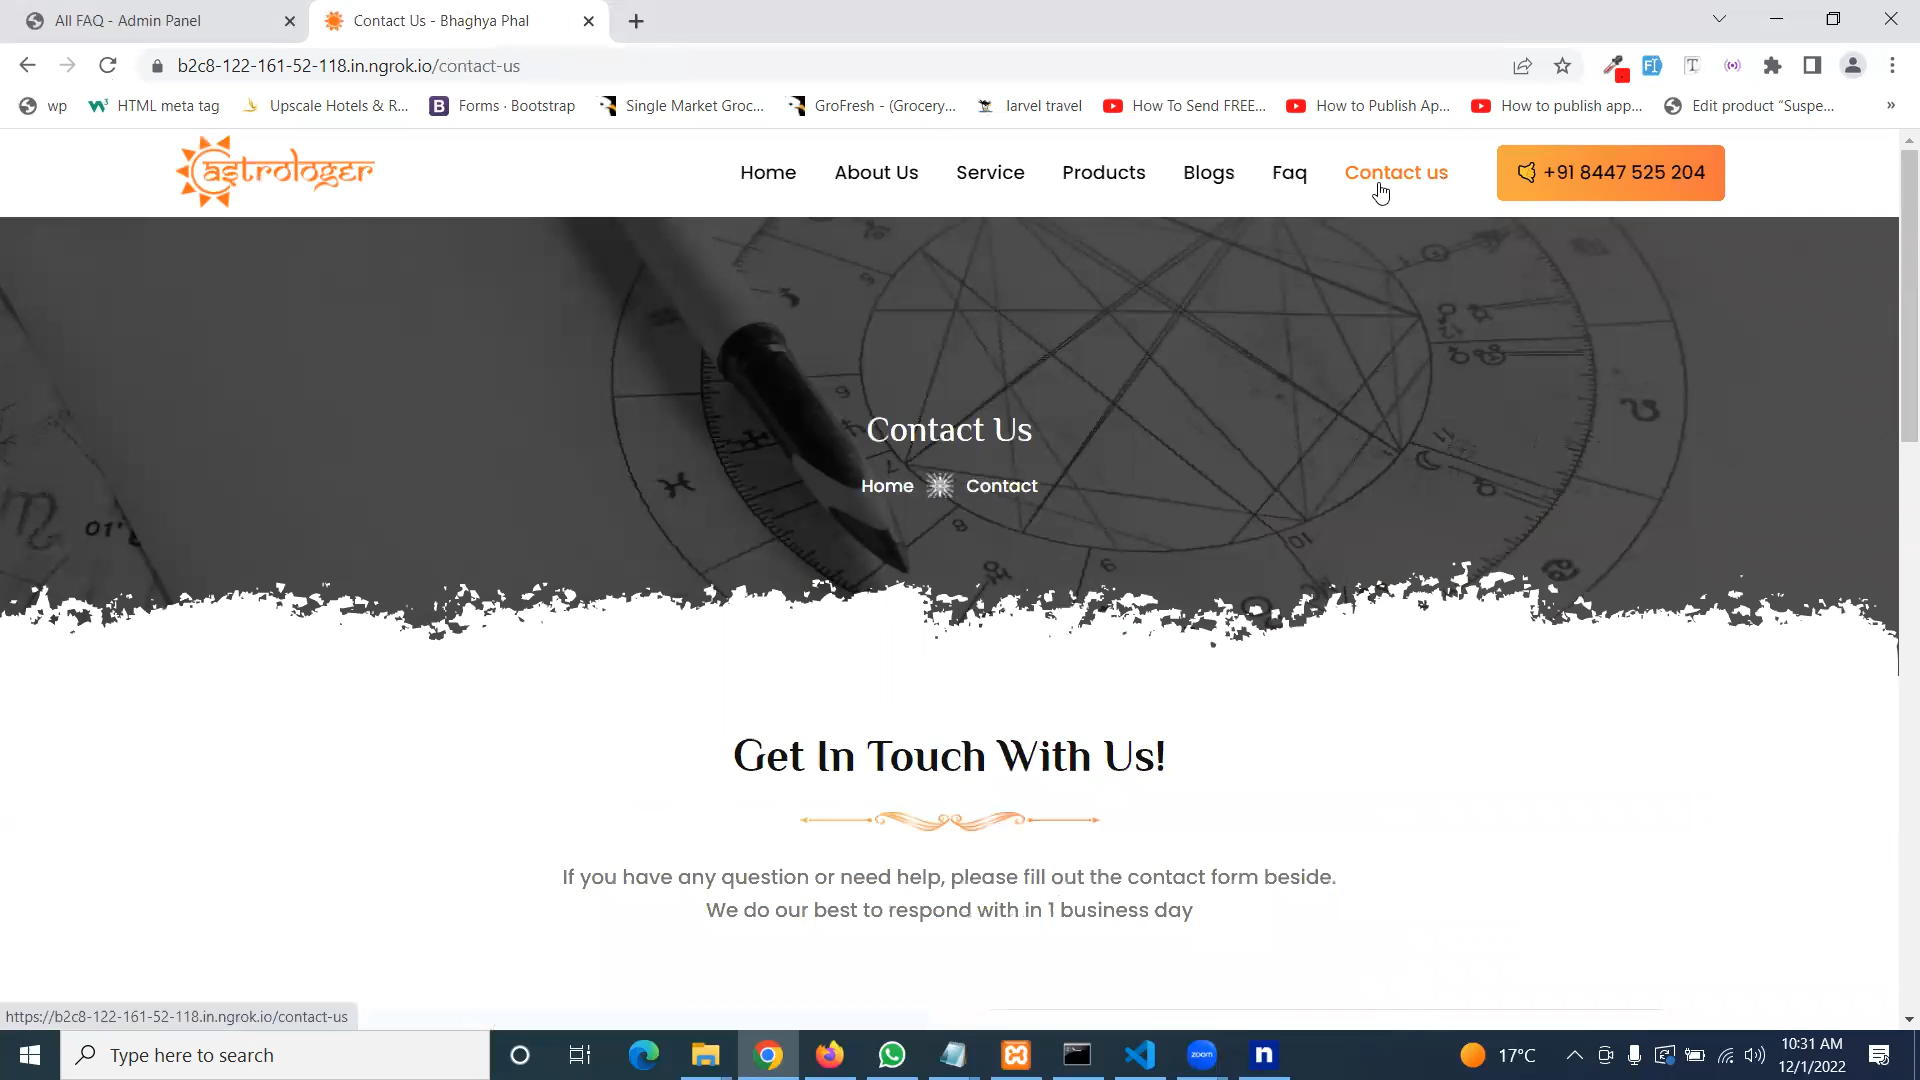 All FAQ - Admin Panel
Contact Us - Bhaghya Phal
b2c8-122-161-52-118.in.ngrok.io/contact-us
wp
HTML meta tag
Upscale Hotels & R...
Forms · Bootstrap
Single Market Groc...
GroFresh - (Grocery...
larvel travel
How To Send FREE...
How to Publish Ap...
How to publish app...
Edit product “Suspe...
»
astrologer
Home
About Us
Service
Products
Blogs
Faq
Contact us
+91 8447 525 204
Contact Us
Home
Contact
Get In Touch With Us!
If you have any question or need help, please fill out the contact form beside.
We do our best to respond with in 1 business day
https://b2c8-122-161-52-118.in.ngrok.io/contact-us
Type here to search
zoom
n
17°C
10:31 AM
12/1/2022